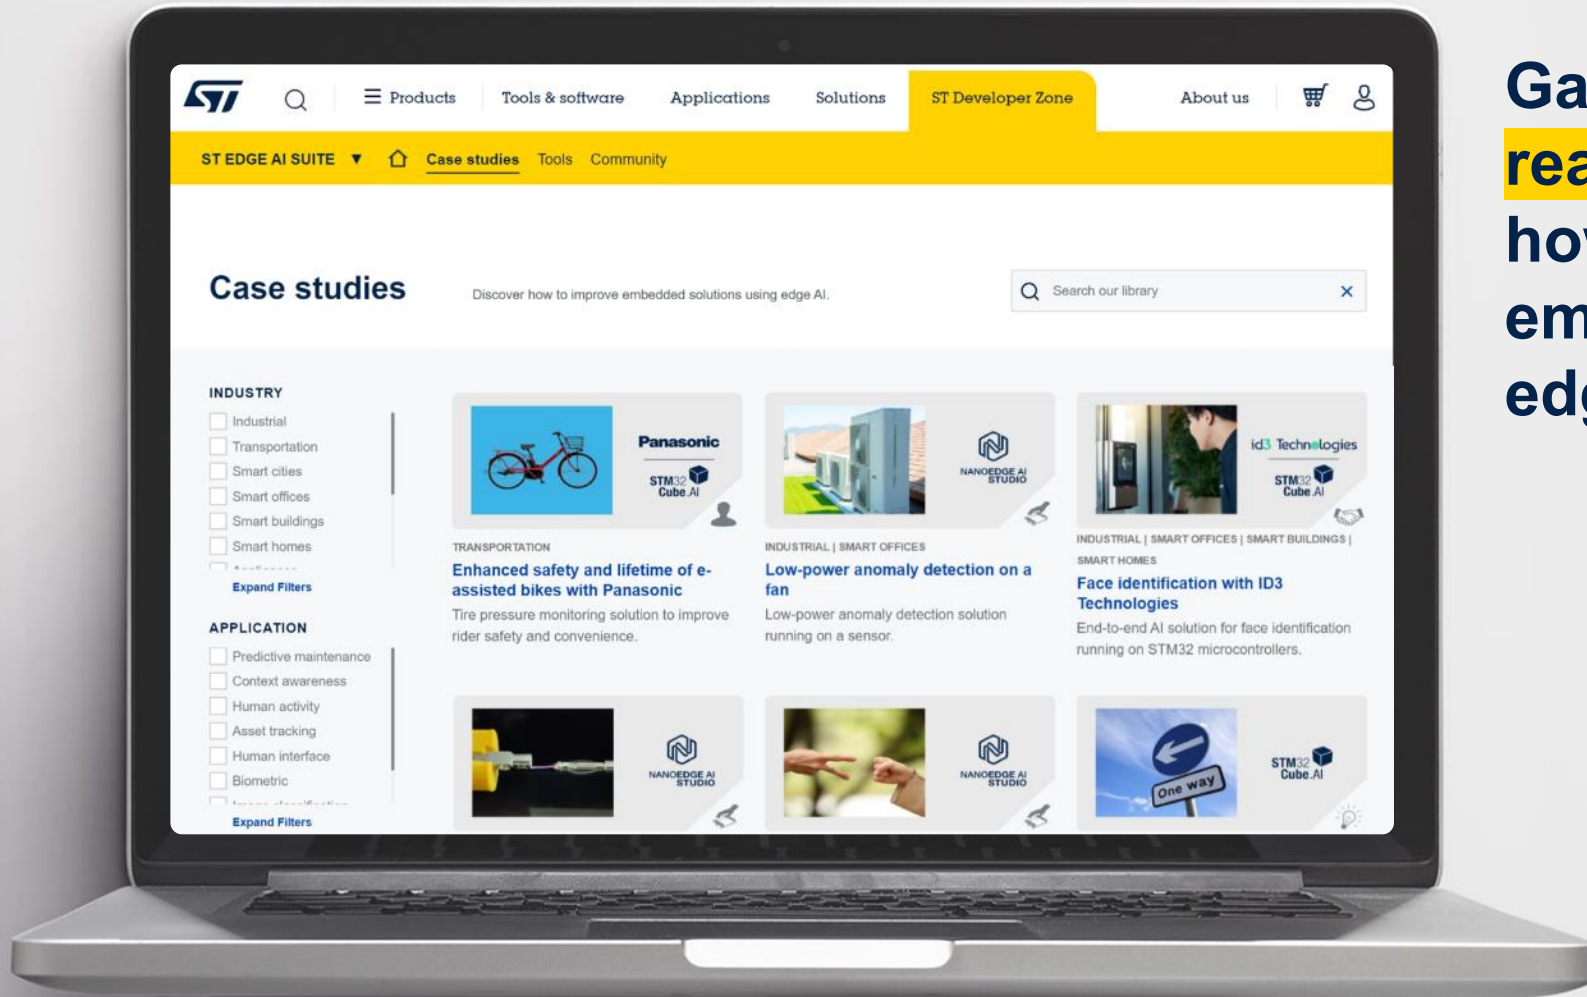 ST
Products
Tools & software
Applications
Solutions
ST Developer Zone
About us
ST EDGE AI SUITE
Case studies
Tools
Community
Case studies
Discover how to improve embedded solutions using edge AI.
Search our library
INDUSTRY
Industrial
Transportation
Smart cities
Smart offices
Smart buildings
Smart homes
Expand Filters
APPLICATION
Predictive maintenance
Context awareness
Human activity
Asset tracking
Human interface
Biometric
Expand Filters
Panasonic
STM32
Cube.AI
TRANSPORTATION
Enhanced safety and lifetime of e-
assisted bikes with Panasonic
Tire pressure monitoring solution to improve
rider safety and convenience.
NANOEDGE AI
STUDIO
INDUSTRIAL | SMART OFFICES
Low-power anomaly detection on a
fan
Low-power anomaly detection solution
running on a sensor.
id3 Technologies
STM32
Cube.AI
INDUSTRIAL | SMART OFFICES | SMART BUILDINGS |
SMART HOMES
Face identification with ID3
Technologies
End-to-end AI solution for face identification
running on STM32 microcontrollers.
NANOEDGE AI
STUDIO
NANOEDGE AI
STUDIO
One way
STM32
Cube.AI
Ga
rea
how
em
edg